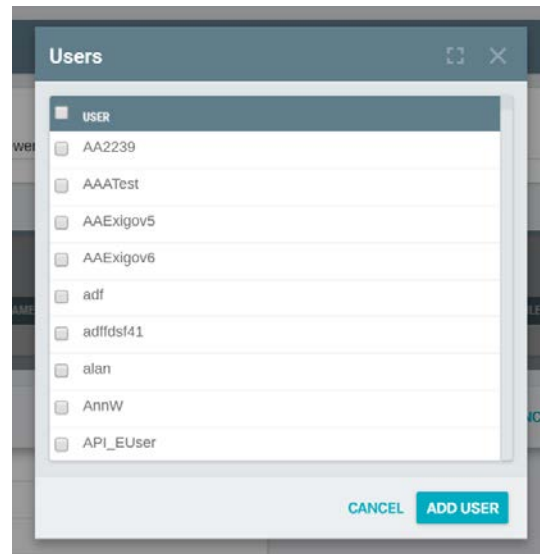 Users
USER
AA2239
AAATest
AAExigov5
AAExigov6
adf
adffdsf41
alan
AnnW
API_EUser
CANCEL ADD USER